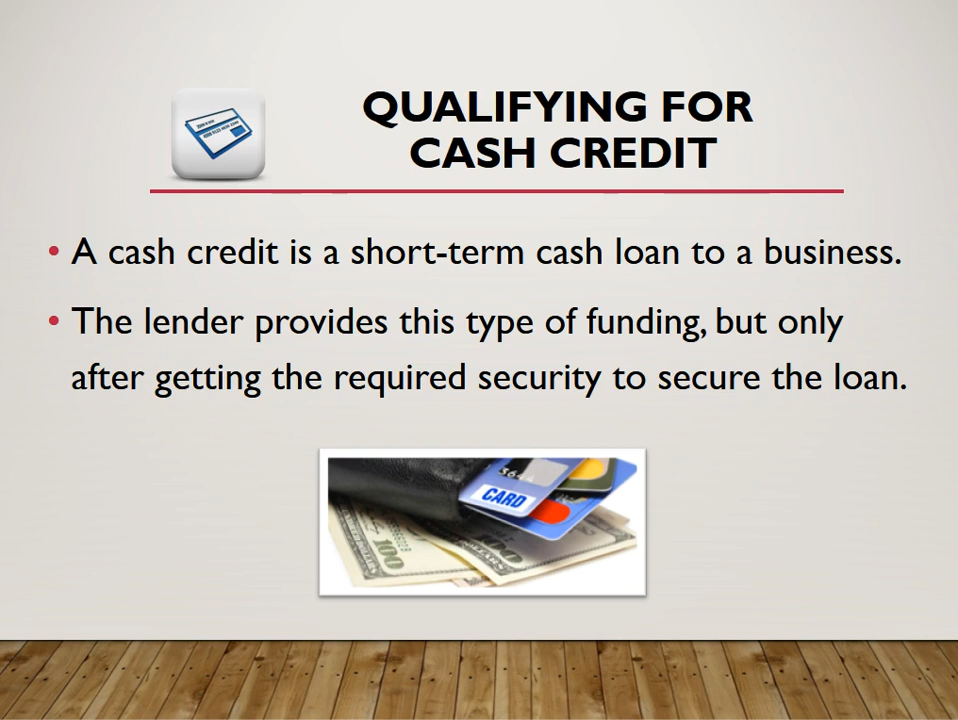 QUALIFYING FOR
CASH CREDIT
• A cash credit is a short-term cash loan to a business.
• The lender provides this type of funding, but only
after getting the required security to secure the loan.
CARD
100
100